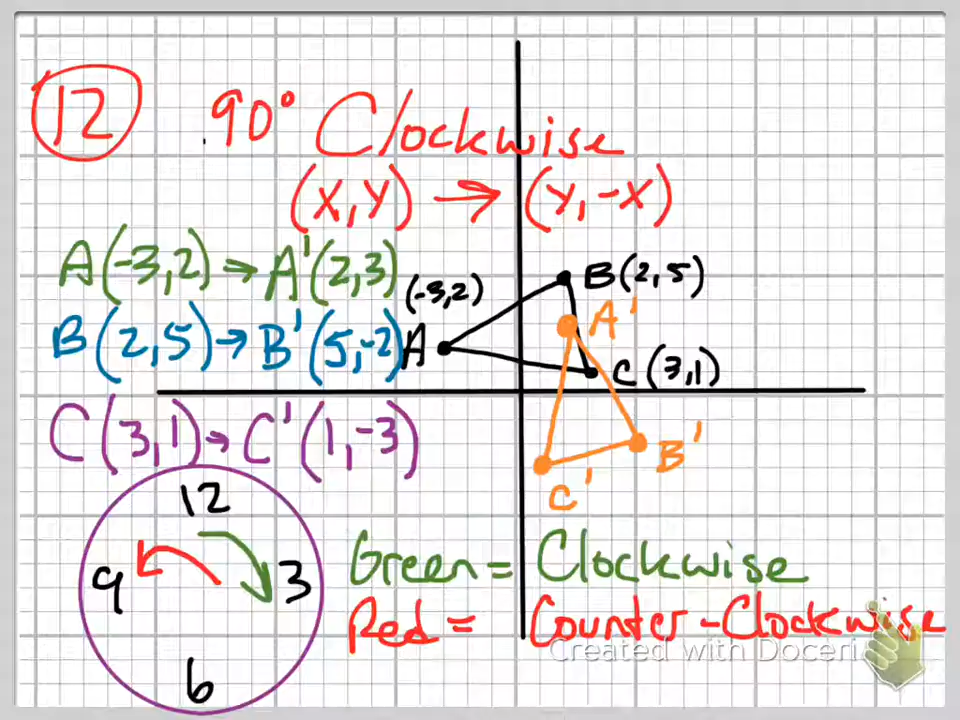 12
90° Clockwise
(X,Y) → (Y,-X)
A(-3,2) → A'(2,3)
B(2,5) → B'(5,-2)
C(3,1) → C'(1,-3)
(-3,2)
A
B(2,5)
A'
C(3,1)
B'
C'
12
9
3
6
Green = Clockwise
Red = Counter-Clockwise
Created with Doceri